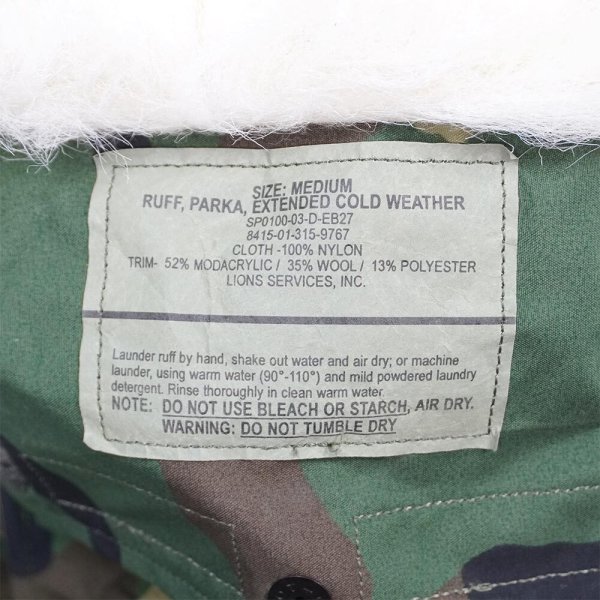 SIZE: MEDIUM
RUFF, PARKA, EXTENDED COLD WEATHER
SP0100-03-D-EB27
8415-01-315-9767
CLOTH -100% NYLON
TRIM- 52% MODACRYLIC / 35% WOOL / 13% POLYESTER
LIONS SERVICES, INC.
Launder ruff by hand, shake out water and air dry; or machine
launder, using warm water (90°-110°) and mild powdered laundry
detergent. Rinse thoroughly in clean warm water
NOTE: DO NOT USE BLEACH OR STARCH, AIR DRY.
WARNING: DO NOT TUMBLE DRY